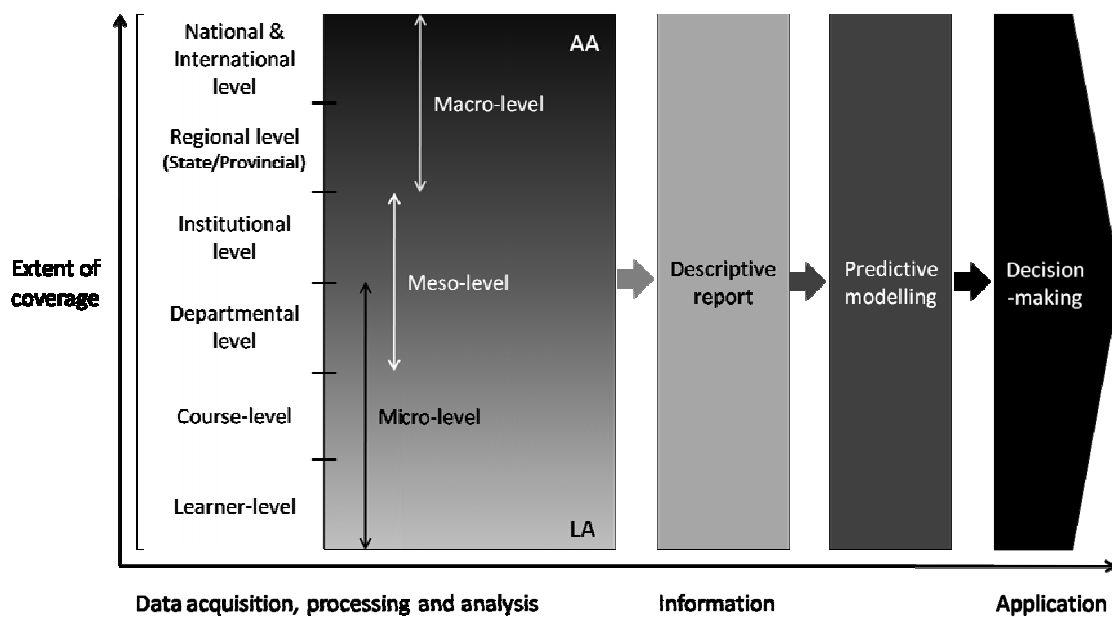 National &
International
level
Regional level
(State/Provincial)
Institutional
level
Departmental
level
Course-level
Learner-level
Extent of
coverage
AA
Macro-level
Meso-level
Micro-level
LA
Descriptive
report
Predictive
modelling
Decision
-making
Data acquisition, processing and analysis
Information
Application